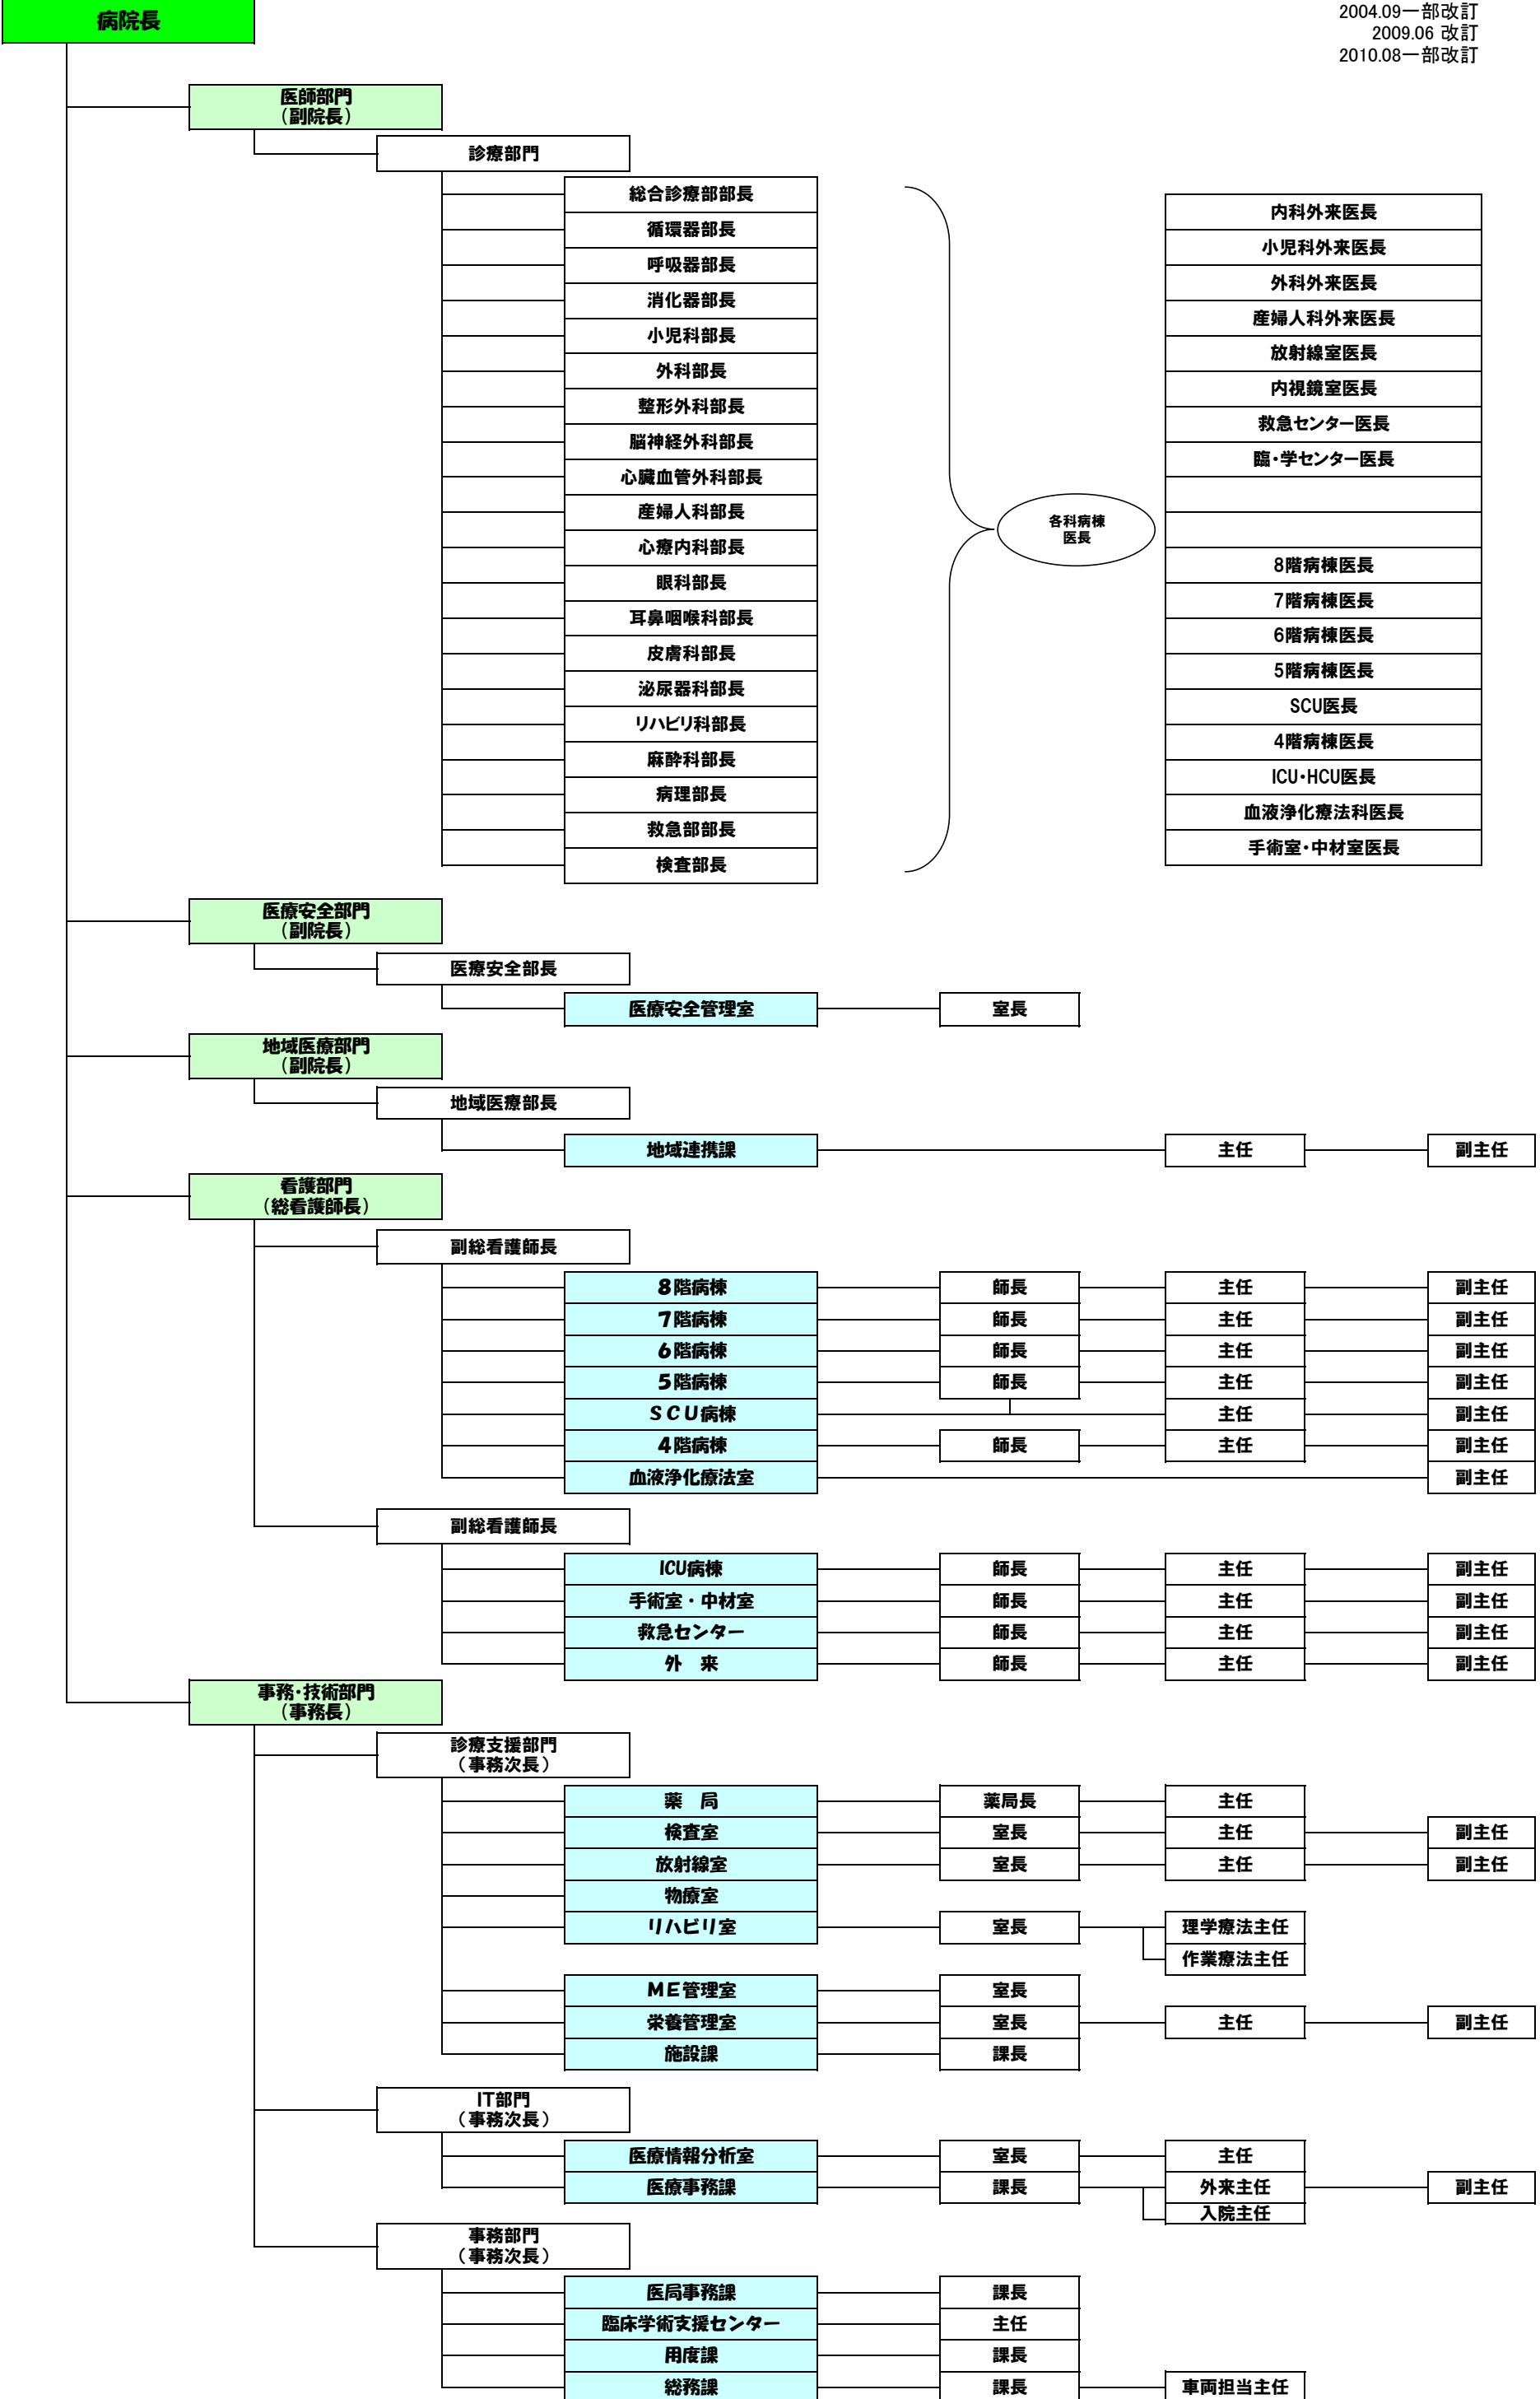 病院長
2004.09一部改訂
2009.06 改訂
2010.08一部改訂
医師部門
（副院長）
診療部門
総合診療部部長
循環器部長
呼吸器部長
消化器部長
小児科部長
外科部長
整形外科部長
脳神経外科部長
心臓血管外科部長
産婦人科部長
心療内科部長
眼科部長
耳鼻咽喉科部長
皮膚科部長
泌尿器科部長
リハビリ科部長
麻酔科部長
病理部長
救急部部長
検査部長
各科病棟
医長
内科外来医長
小児科外来医長
外科外来医長
産婦人科外来医長
放射線室医長
内視鏡室医長
救急センター医長
臨・学センター医長
8階病棟医長
7階病棟医長
6階病棟医長
5階病棟医長
SCU医長
4階病棟医長
ICU・HCU医長
血液浄化療法科医長
手術室・中材室医長
医療安全部門
（副院長）
医療安全部長
医療安全管理室 室長
地域医療部門
（副院長）
地域医療部長
地域連携課 主任 副主任
看護部門
（総看護師長）
副総看護師長
8階病棟 師長 主任 副主任
7階病棟 師長 主任 副主任
6階病棟 師長 主任 副主任
5階病棟 師長 主任 副主任
ＳＣＵ病棟 主任 副主任
4階病棟 師長 主任 副主任
血液浄化療法室 副主任
副総看護師長
ICU病棟 師長 主任 副主任
手術室・中材室 師長 主任 副主任
救急センター 師長 主任 副主任
外　来 師長 主任 副主任
事務・技術部門
（事務長）
診療支援部門
（事務次長）
薬　局 薬局長 主任
検査室 室長 主任 副主任
放射線室 室長 主任 副主任
物療室
リハビリ室 室長 理学療法主任
作業療法主任
ＭＥ管理室 室長
栄養管理室 室長 主任 副主任
施設課 課長
IT部門
（事務次長）
医療情報分析室 室長 主任
医療事務課 課長 外来主任 副主任
入院主任
事務部門
（事務次長）
医局事務課 課長
臨床学術支援センター 主任
用度課 課長
総務課 課長 車両担当主任